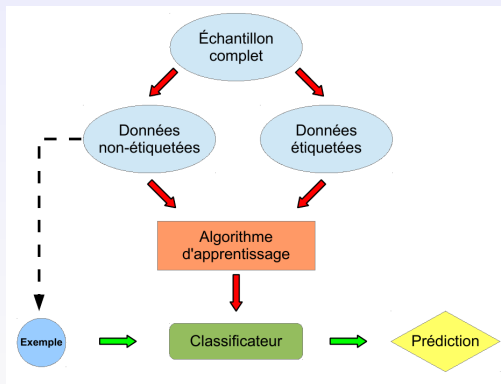 Échantillon
complet
Données
non-étiquetées
Données
étiquetées
Algorithme
d'apprentissage
Exemple
Classificateur
Prédiction